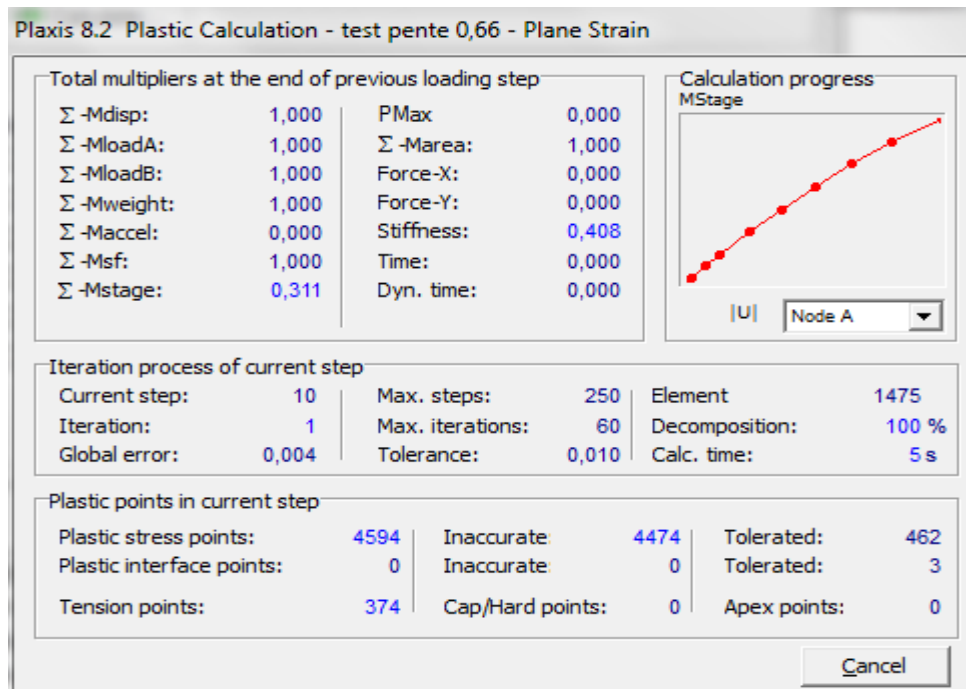 Plaxis 8.2 Plastic Calculation - test pente 0,66 - Plane Strain
Total multipliers at the end of previous loading step
Σ -Mdisp: 1,000 PMax 0,000
Σ -MloadA: 1,000 Σ -Marea: 1,000
Σ -MloadB: 1,000 Force-X: 0,000
Σ -Mweight: 1,000 Force-Y: 0,000
Σ -Maccel: 0,000 Stiffness: 0,408
Σ -Msf: 1,000 Time: 0,000
Σ -Mstage: 0,311 Dyn. time: 0,000
Calculation progress
MStage
|U| Node A
Iteration process of current step
Current step: 10 Max. steps: 250 Element 1475
Iteration: 1 Max. iterations: 60 Decomposition: 100 %
Global error: 0,004 Tolerance: 0,010 Calc. time: 5 s
Plastic points in current step
Plastic stress points: 4594 Inaccurate: 4474 Tolerated: 462
Plastic interface points: 0 Inaccurate: 0 Tolerated: 3
Tension points: 374 Cap/Hard points: 0 Apex points: 0
Cancel